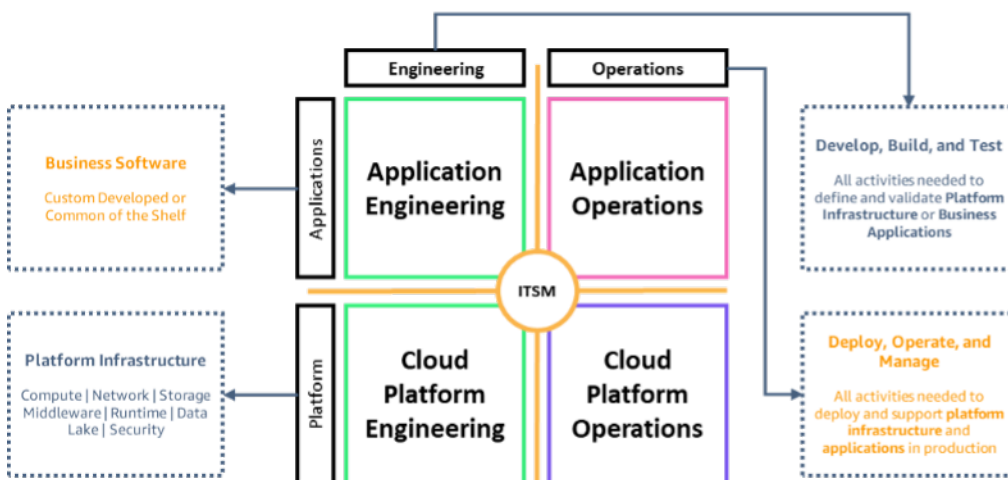 Engineering
Operations
Business Software
Custom Developed or
Common of the Shelf
Applications
Application
Engineering
Application
Operations
Develop, Build, and Test
All activities needed to
define and validate Platform
Infrastructure or Business
Applications
ITSM
Platform Infrastructure
Compute | Network | Storage
Middleware | Runtime | Data
Lake | Security
Platform
Cloud
Platform
Engineering
Cloud
Platform
Operations
Deploy, Operate, and
Manage
All activities needed to
deploy and support platform
infrastructure and
applications in production